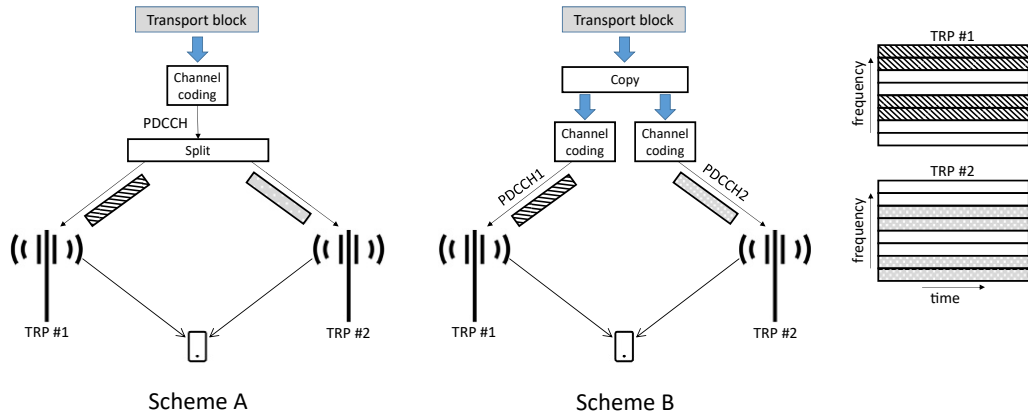 Transport block
Channel
coding
PDCCH
Split
TRP #1
TRP #2
Scheme A
Transport block
Copy
Channel
coding
Channel
coding
PDCCH1
PDCCH2
TRP #1
TRP #2
Scheme B
TRP #1
frequency
TRP #2
frequency
time